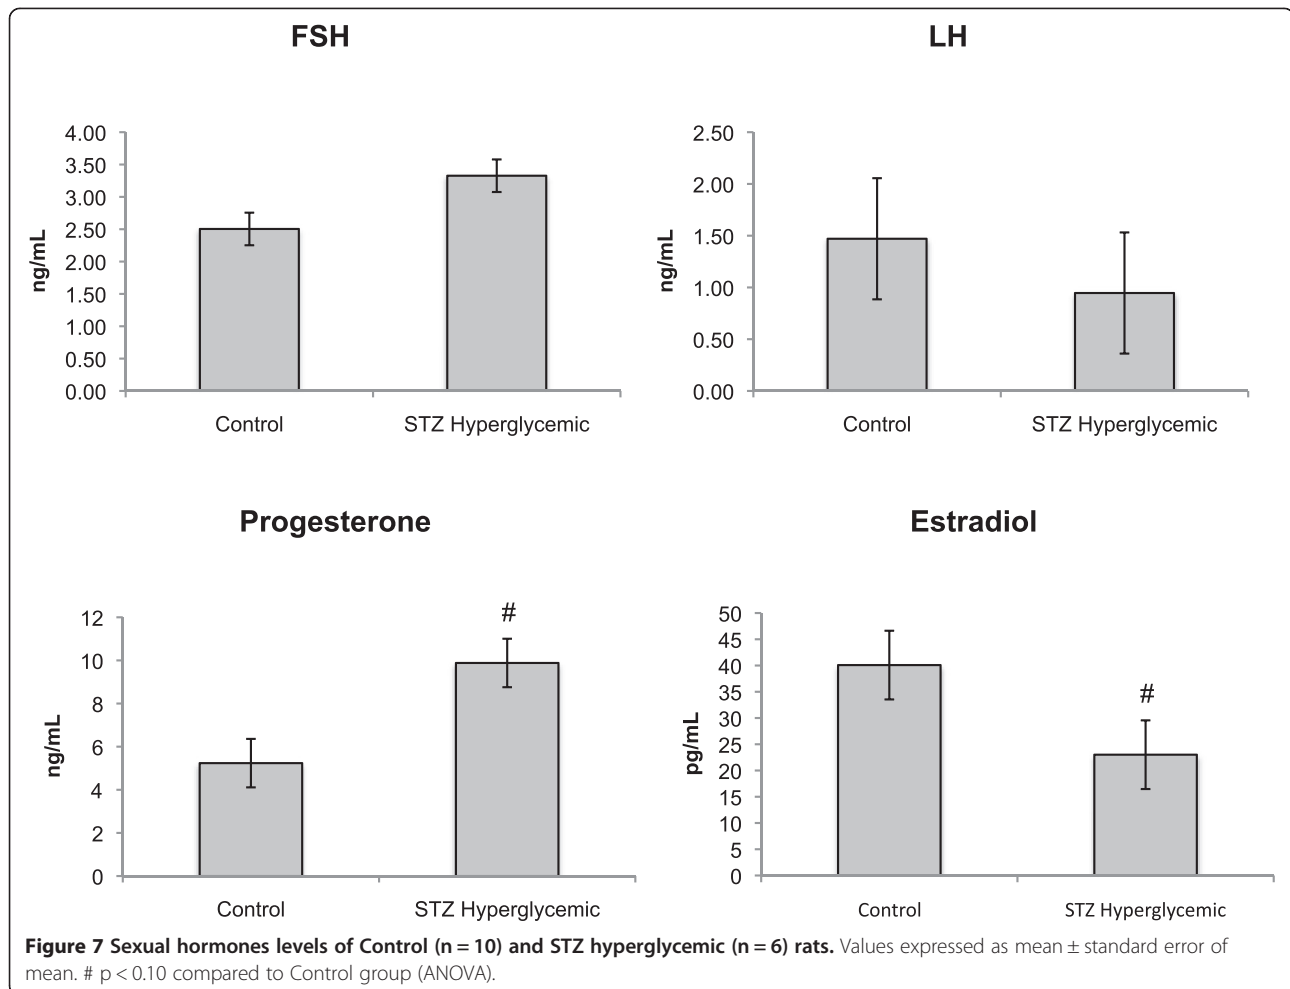 FSH
4.00
3.50
3.00
2.50
2.00
1.50
1.00
0.50
0.00
ng/mL
Control STZ Hyperglycemic
LH
2.50
2.00
1.50
1.00
0.50
0.00
ng/mL
Control STZ Hyperglycemic
Progesterone
12
10
8
6
4
2
0
ng/mL
#
Control STZ Hyperglycemic
Estradiol
50
45
40
35
30
25
20
15
10
5
0
pg/mL
#
Control STZ Hyperglycemic
Figure 7 Sexual hormones levels of Control (n = 10) and STZ hyperglycemic (n = 6) rats. Values expressed as mean ± standard error of
mean. # p < 0.10 compared to Control group (ANOVA).